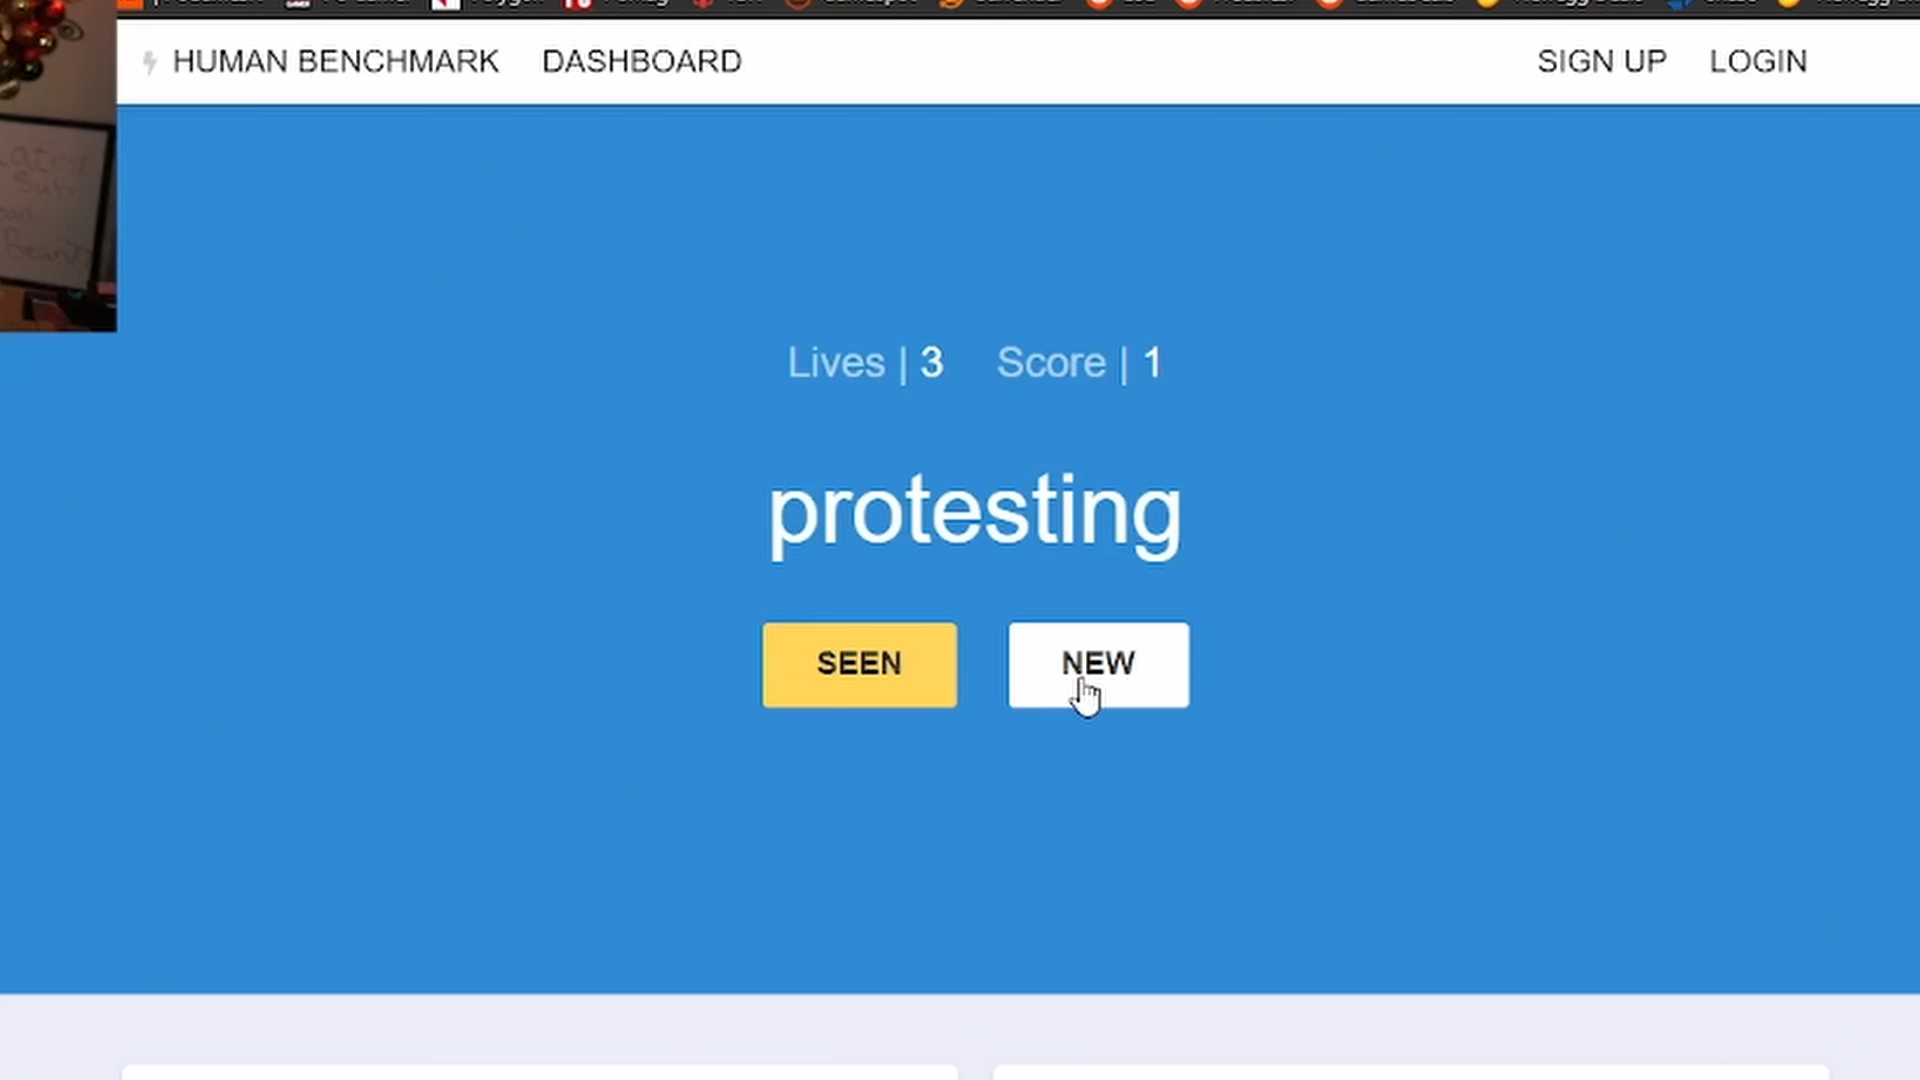 HUMAN BENCHMARK DASHBOARD SIGN UP LOGIN
Lives | 3 Score | 1
protesting
SEEN NEW